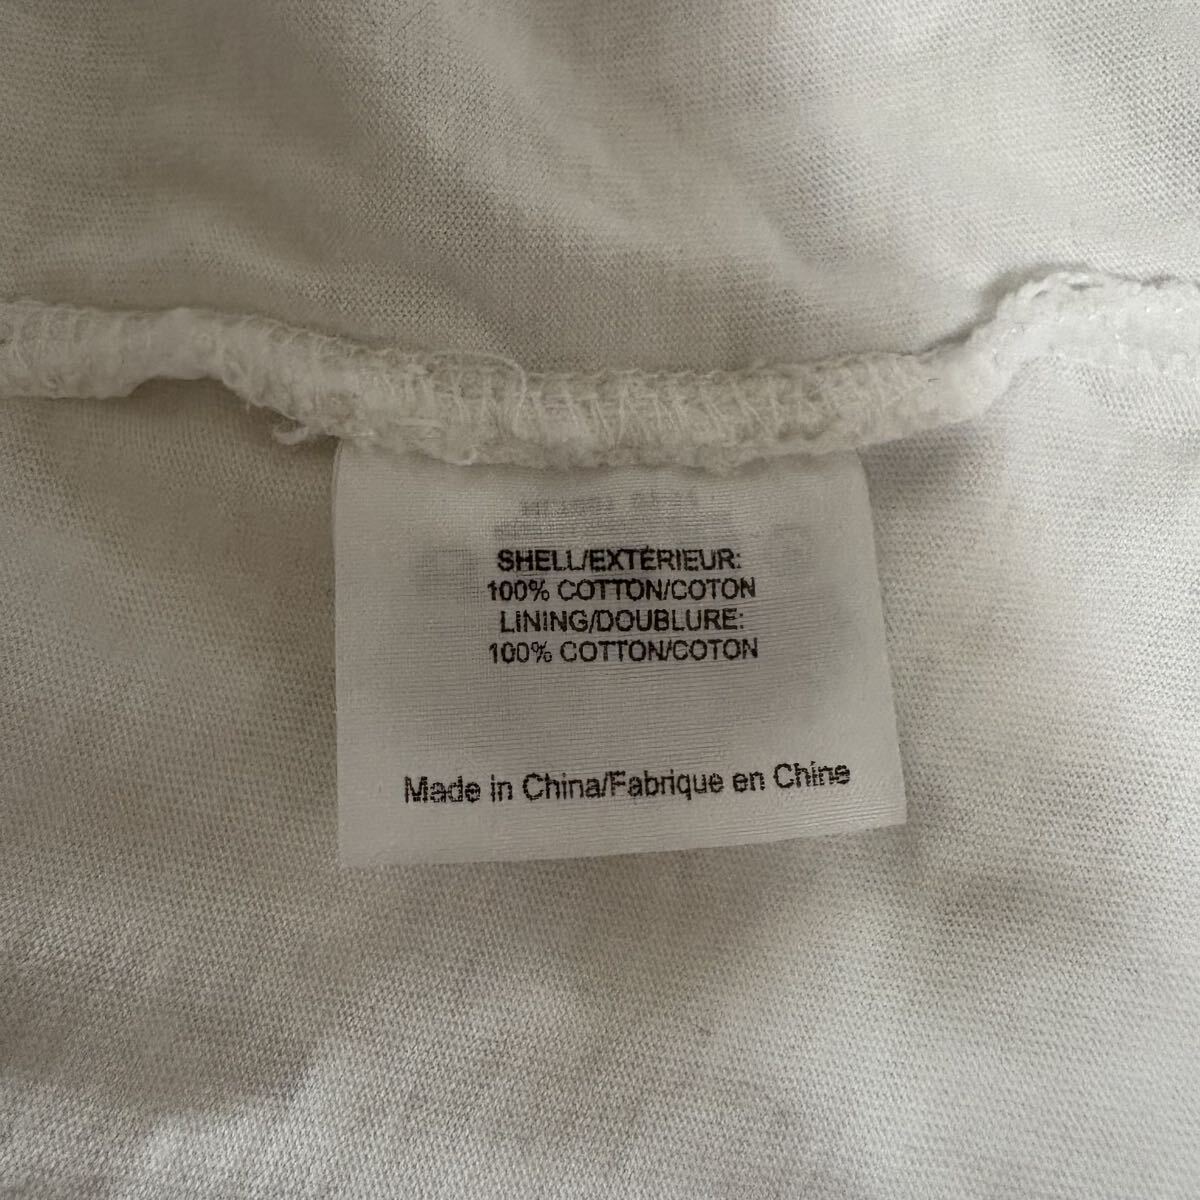 SHELL/EXTÉRIEUR:
100% COTTON/COTON
LINING/DOUBLURE:
100% COTTON/COTON
Made in China/Fabrique en Chine